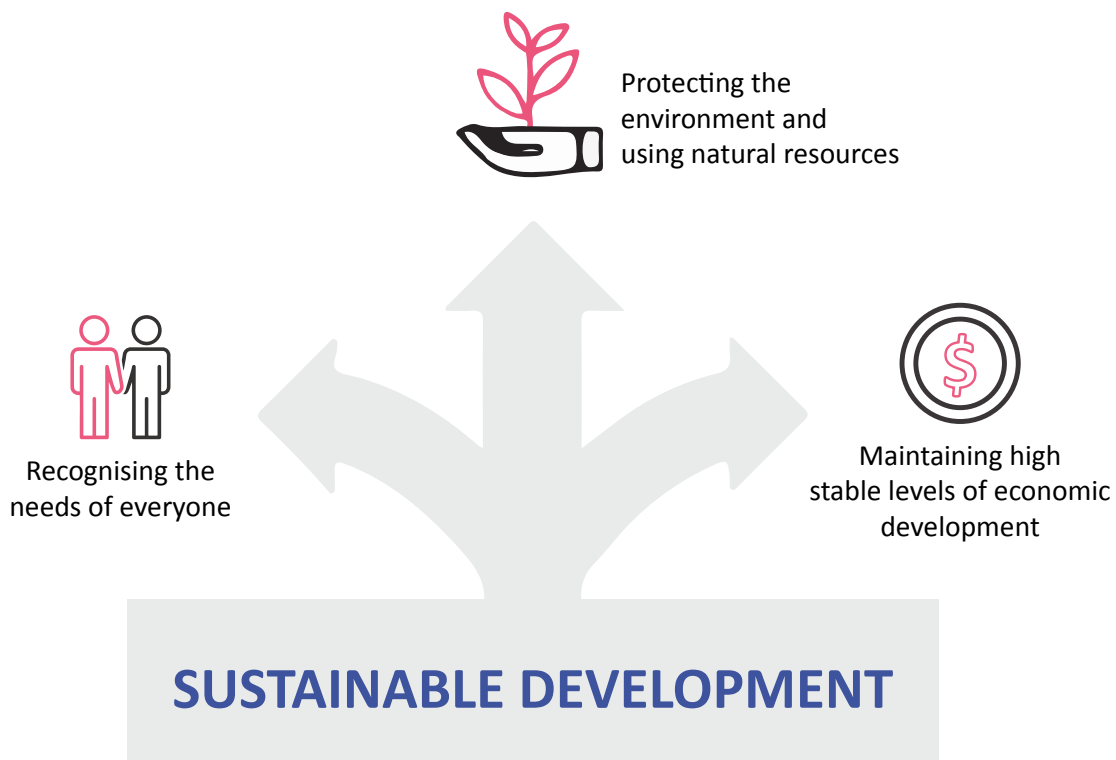 Protecting the
environment and
using natural resources
Recognising the
needs of everyone
$
Maintaining high
stable levels of economic
development
SUSTAINABLE DEVELOPMENT